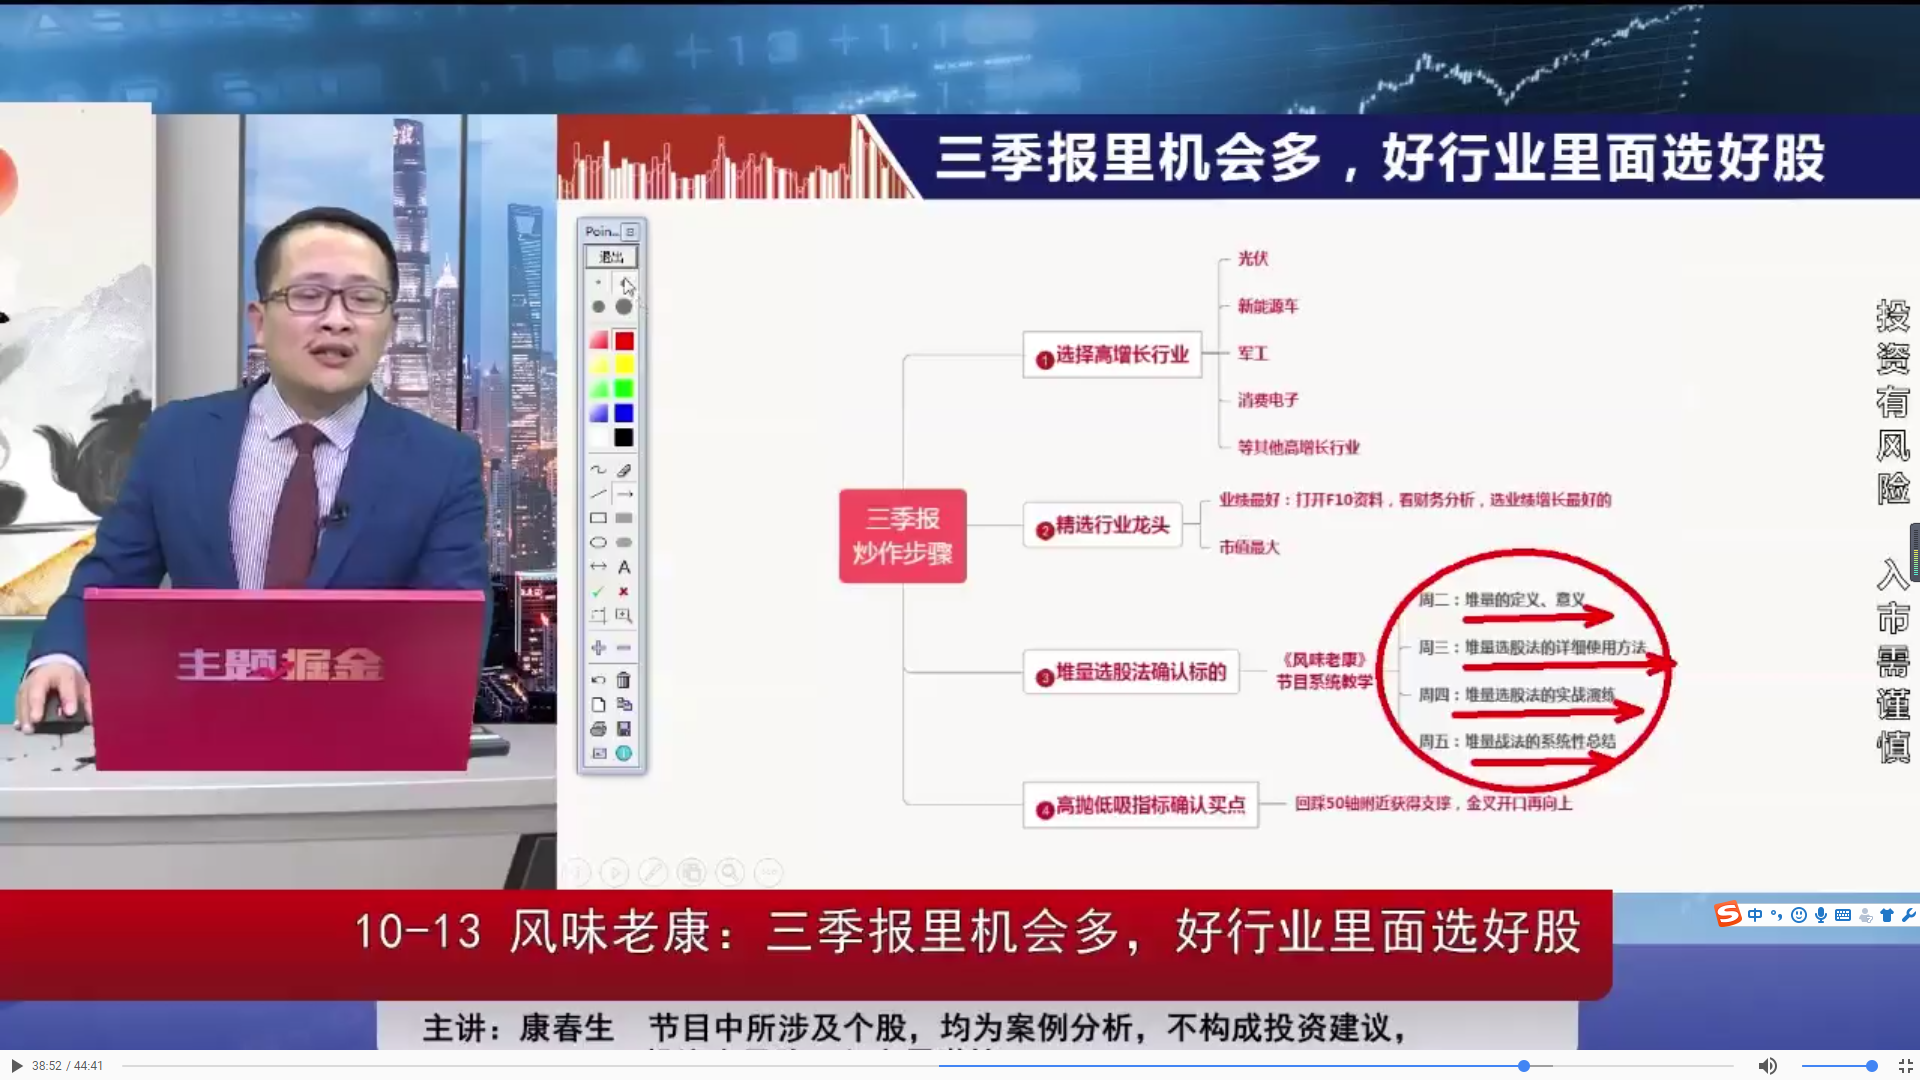 三季报里机会多，好行业里面选好股
Poin...
退出
光伏
新能源车
①选择高增长行业
军工
消费电子
等其他高增长行业
三季报
炒作步骤
②精选行业龙头
业绩最好：打开F10资料，看财务分析，选业绩增长最好的
市值最大
③堆量选股法确认标的
《风味老康》
节目系统教学
周二：堆量的定义、意义
周三：堆量选股法的详细使用方法
周四：堆量选股法的实战演练
周五：堆量战法的系统性总结
④高抛低吸指标确认买点
回踩50轴附近获得支撑，金叉开口再向上
投资有风险 入市需谨慎
主题掘金
中
10-13 风味老康：三季报里机会多，好行业里面选好股
主讲：康春生 节目中所涉及个股，均为案例分析，不构成投资建议，
38:52 / 44:41